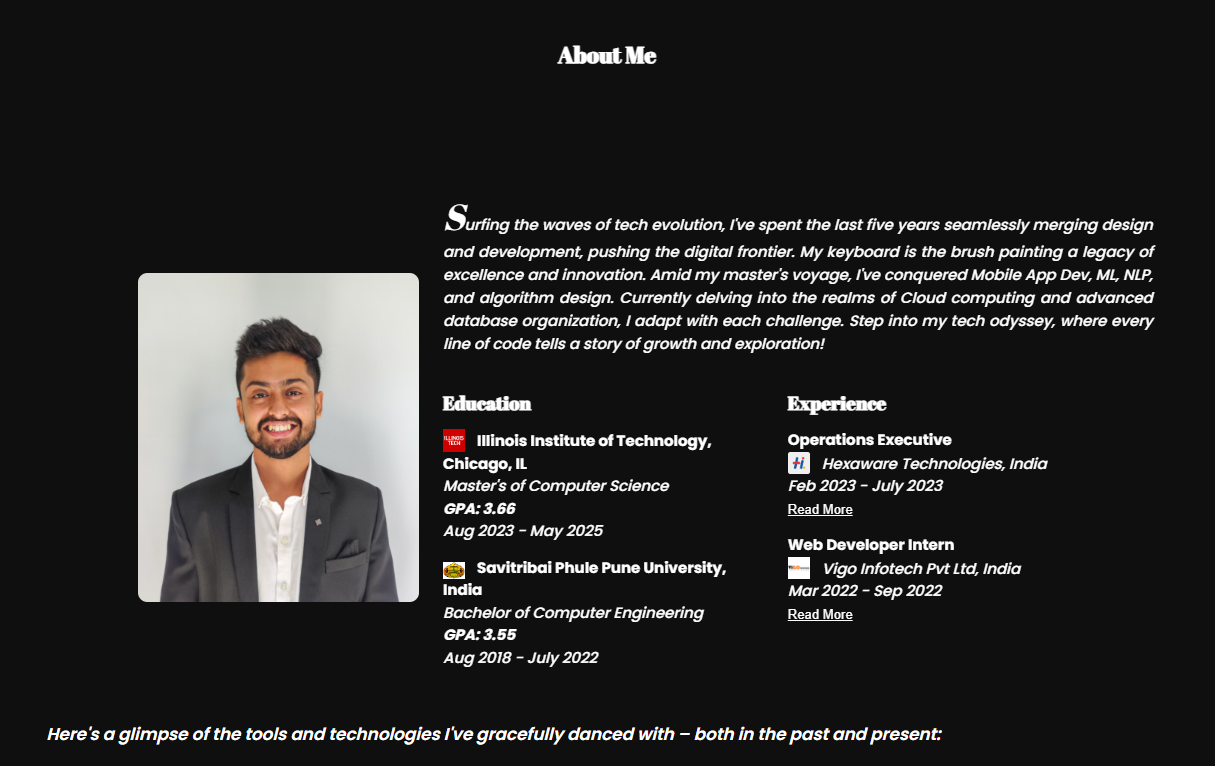 About Me
Surfing the waves of tech evolution, I've spent the last five years seamlessly merging design
and development, pushing the digital frontier. My keyboard is the brush painting a legacy of
excellence and innovation. Amid my master's voyage, I've conquered Mobile App Dev, ML, NLP,
and algorithm design. Currently delving into the realms of Cloud computing and advanced
database organization, I adapt with each challenge. Step into my tech odyssey, where every
line of code tells a story of growth and exploration!
Education
ILLINOIS
TECH
Illinois Institute of Technology,
Chicago, IL
Master's of Computer Science
GPA: 3.66
Aug 2023 - May 2025
Savitribai Phule Pune University,
India
Bachelor of Computer Engineering
GPA: 3.55
Aug 2018 - July 2022
Experience
Operations Executive
Hexaware Technologies, India
Feb 2023 - July 2023
Read More
Web Developer Intern
Vigo Infotech Pvt Ltd, India
Mar 2022 - Sep 2022
Read More
Here's a glimpse of the tools and technologies I've gracefully danced with – both in the past and present: